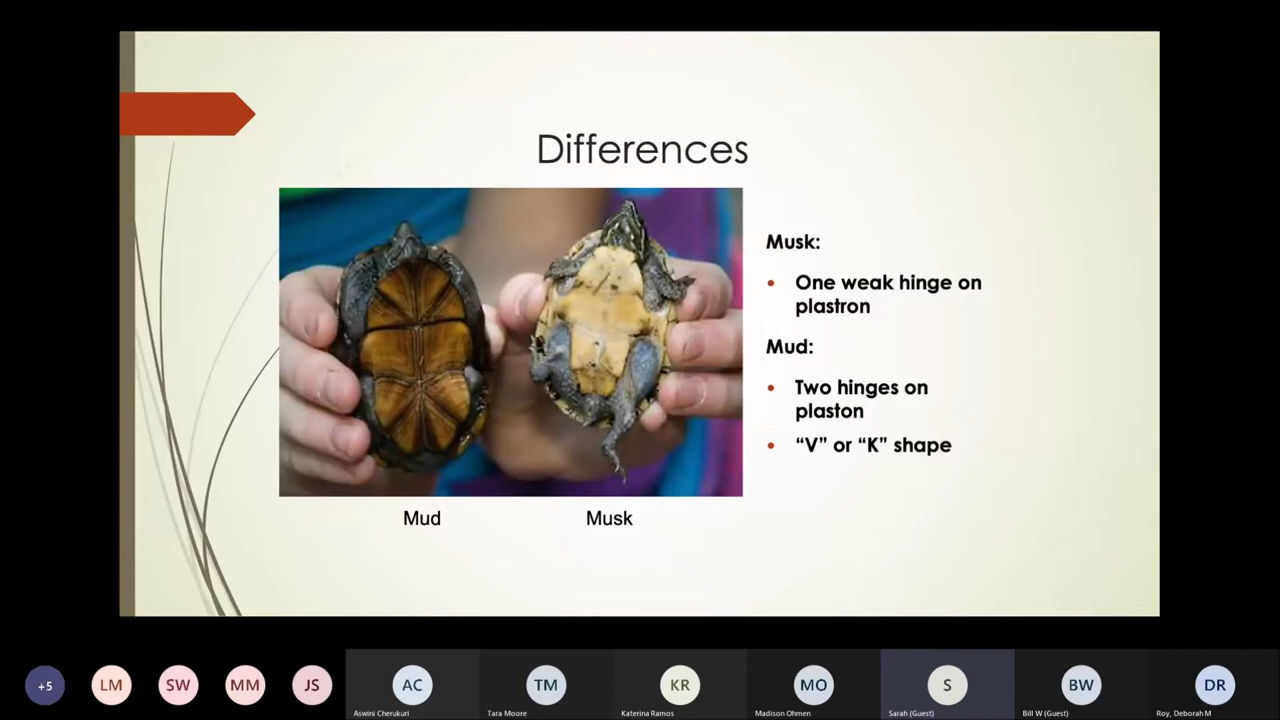 Differences
Musk:
• One weak hinge on
plastron
Mud:
• Two hinges on
plaston
• “V” or “K” shape
Mud
Musk
+5
LM
SW
MM
JS
AC
TM
KR
MO
S
BW
DR
Aswini Cherukuri
Tara Moore
Katerina Ramos
Madison Ohmen
Sarah (Guest)
Bill W (Guest)
Roy, Deborah M